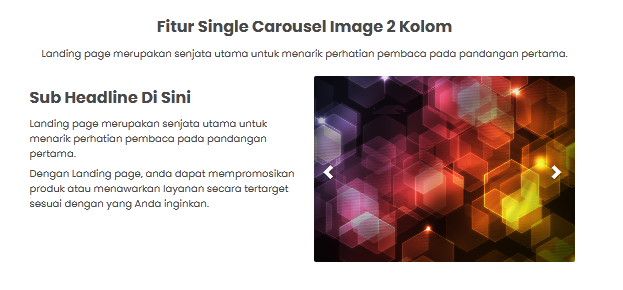 Fitur Single Carousel Image 2 Kolom
Landing page merupakan senjata utama untuk menarik perhatian pembaca pada pandangan pertama.
Sub Headline Di Sini
Landing page merupakan senjata utama untuk
menarik perhatian pembaca pada pandangan
pertama.
Dengan Landing page, anda dapat mempromosikan
produk atau menawarkan layanan secara tertarget
sesuai dengan yang Anda inginkan.